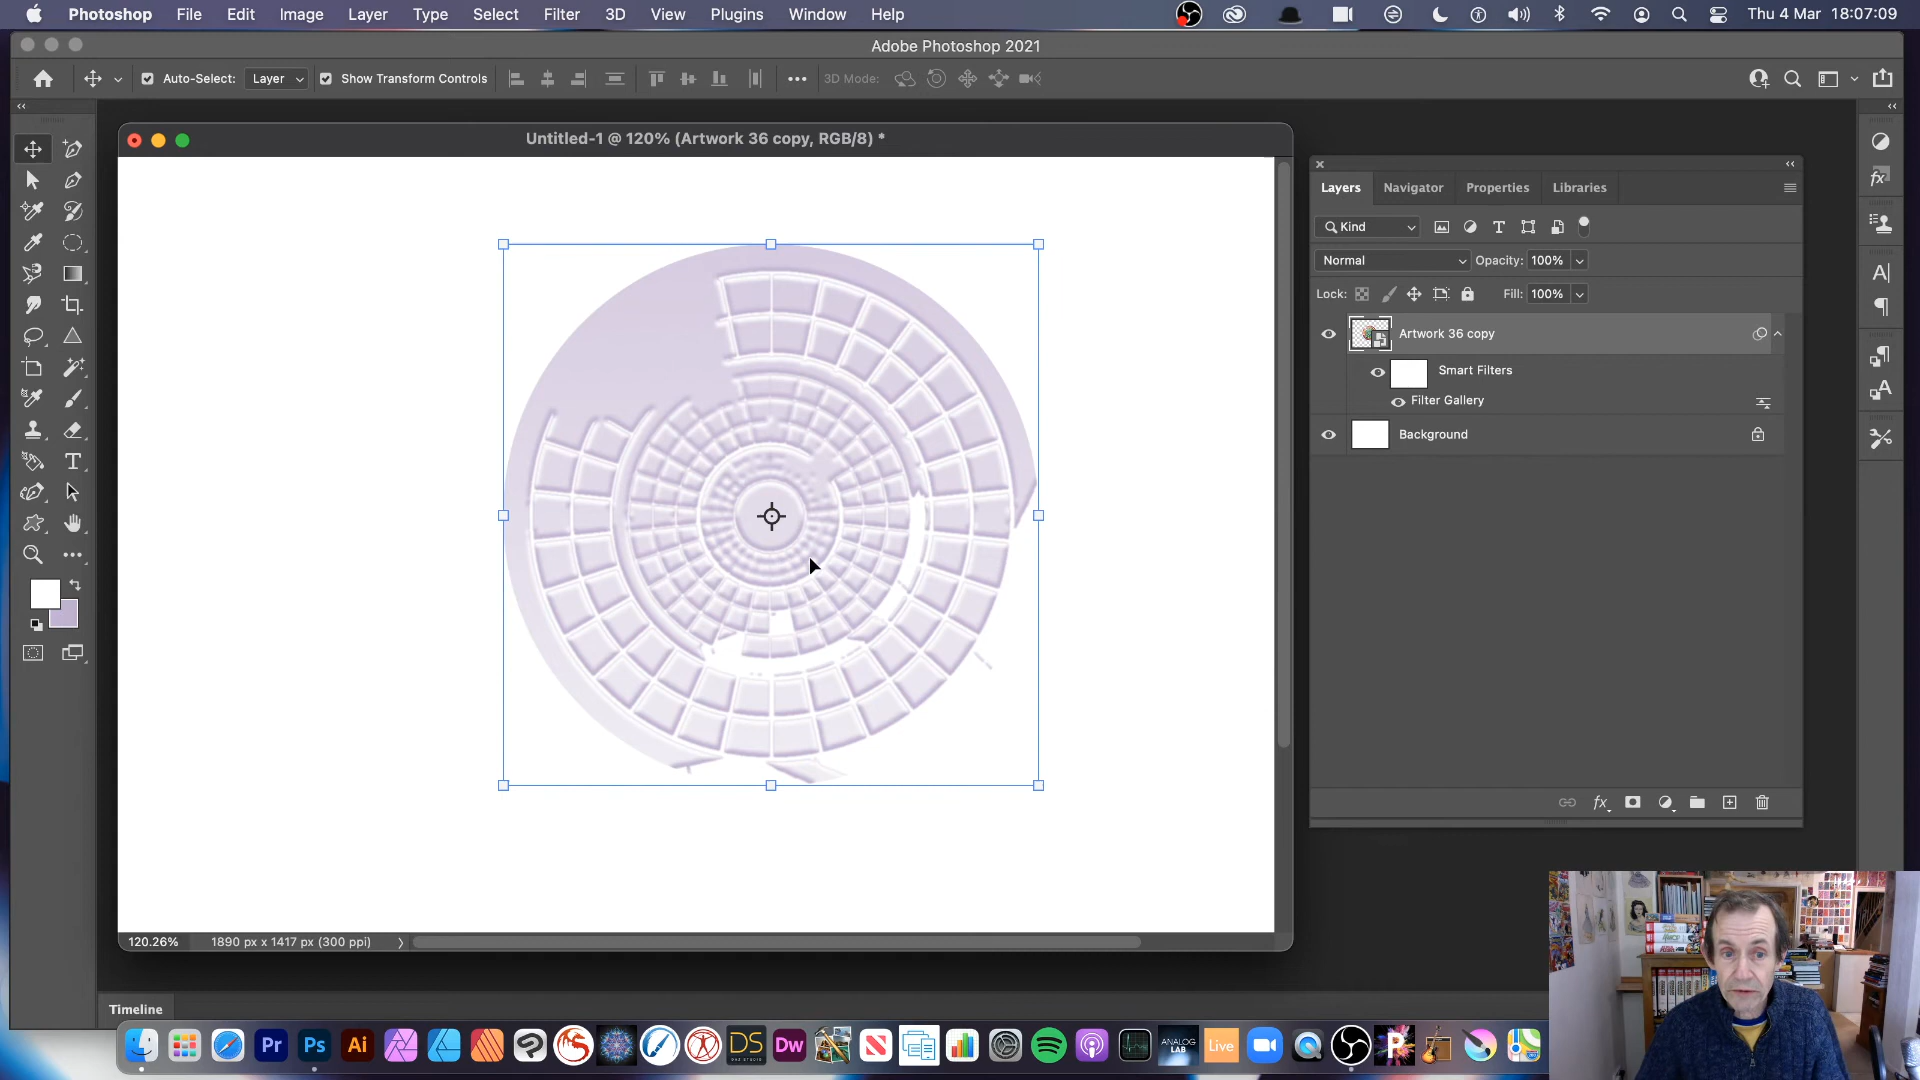 Photoshop File Edit Image Layer Type Select Filter 3D View Plugins Window Help Thu 4 Mar 18:07:09
Adobe Photoshop 2021
Auto-Select: Layer Show Transform Controls 3D Mode:
Untitled-1 @ 120% (Artwork 36 copy, RGB/8) *
Layers Navigator Properties Libraries
Kind
Normal Opacity: 100%
Lock: Fill: 100%
Artwork 36 copy
Smart Filters
Filter Gallery
Background
120.26% 1890 px x 1417 px (300 ppi)
Timeline
Pr Ps Ai DS Dw ANALOG LAB Live